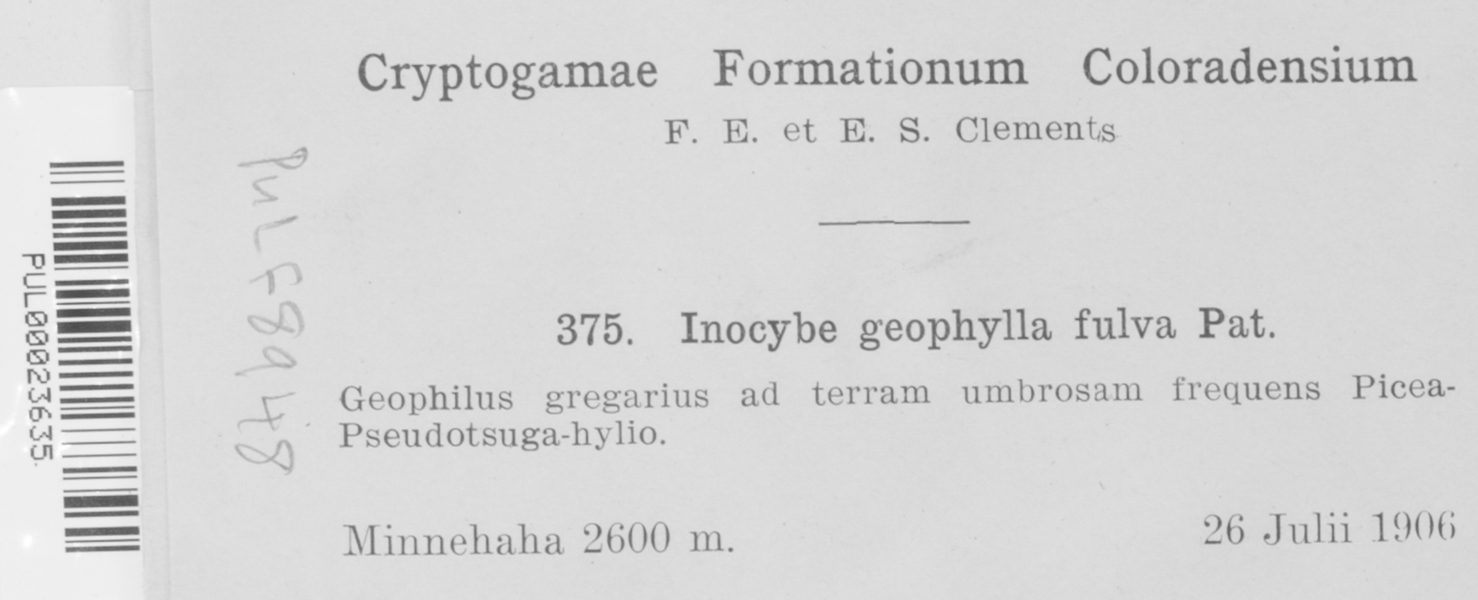 Cryptogamae Formationum Coloradensium
F. E. et E. S. Clements
375. Inocybe geophylla fulva Pat.
Geophilus gregarius ad terram umbrosam frequens Picea-
Pseudotsuga-hylio.
Minnehaha 2600 m. 26 Julii 1906
PUL F8948
PUL00023635